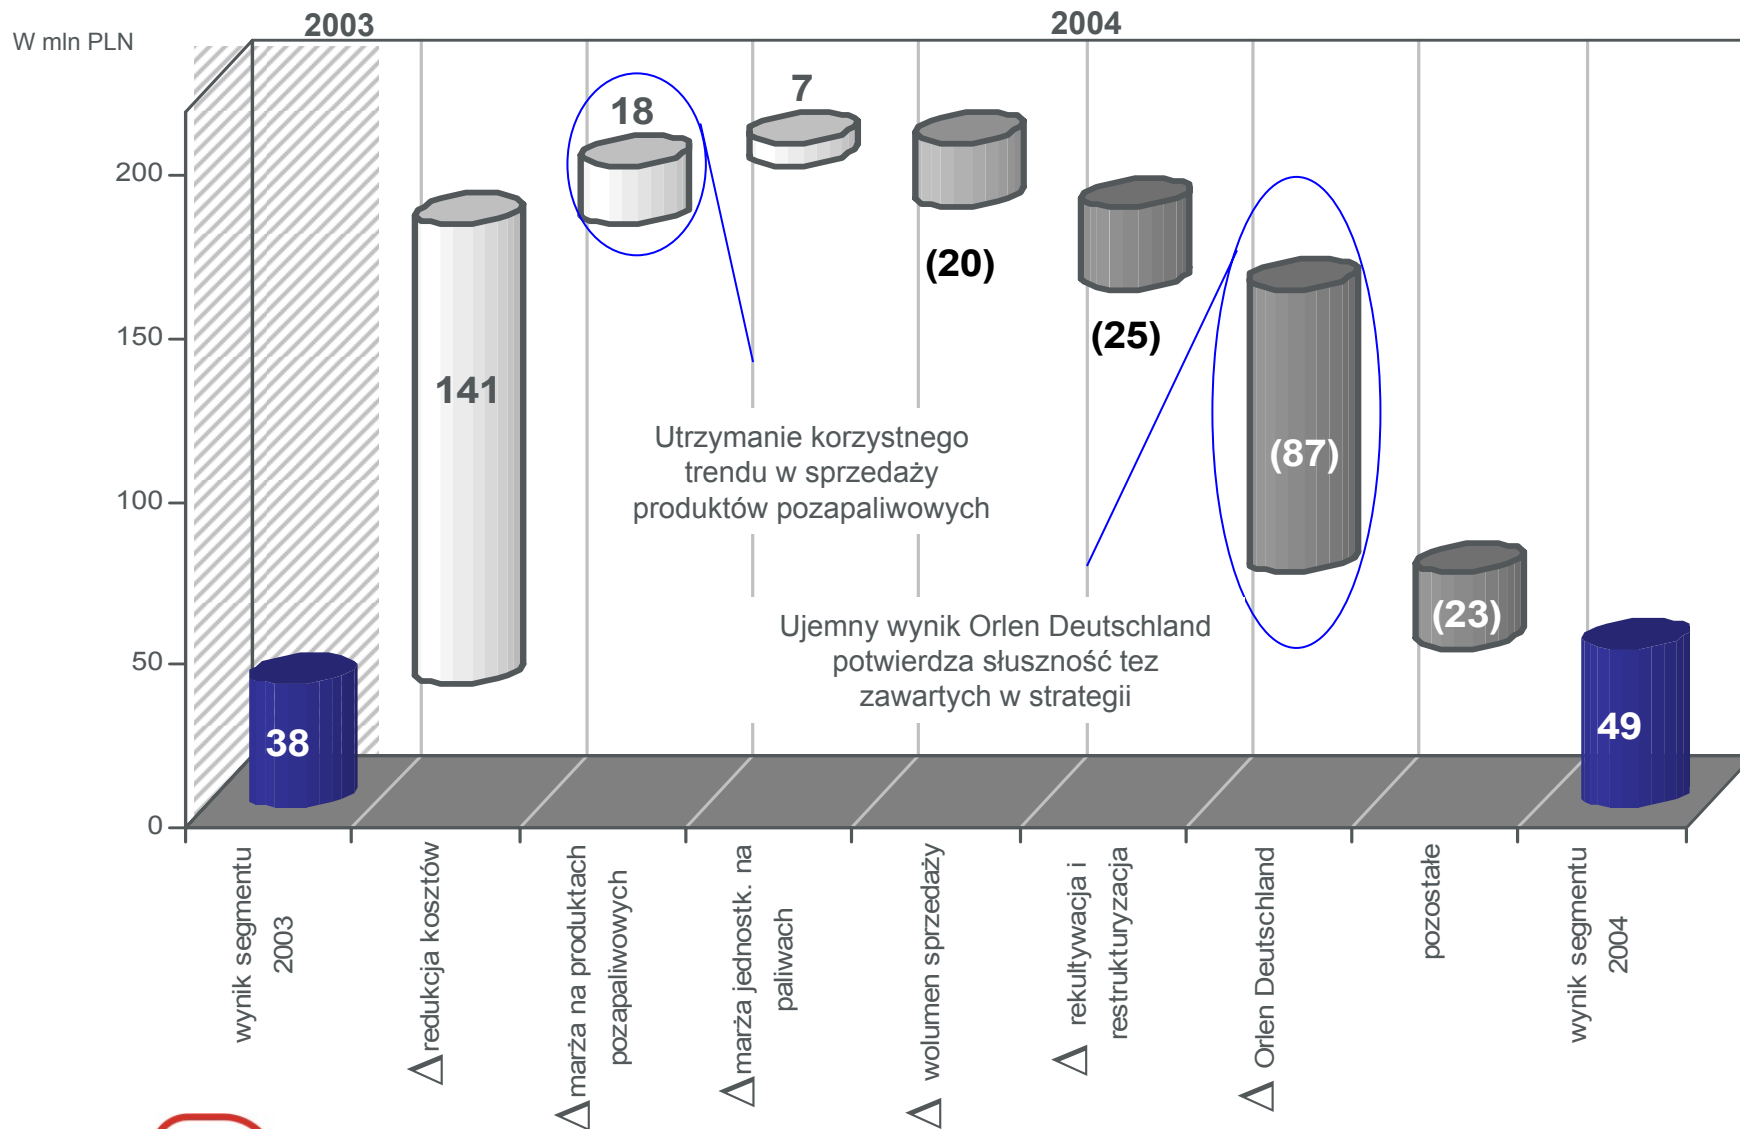 2003
2004
W mln PLN
200
150
100
50
0
38
141
18
7
(20)
(25)
(87)
(23)
49
Utrzymanie korzystnego
trendu w sprzedaży
produktów pozapaliwowych
Ujemny wynik Orlen Deutschland
potwierdza słuszność tez
zawartych w strategii
wynik segmentu
2003
△ redukcja kosztów
△ marża na produktach
pozapaliwowych
△ marża jednostk. na
paliwach
△ wolumen sprzedaży
△ rekultywacja i
restrukturyzacja
△ Orlen Deutschland
pozostałe
wynik segmentu
2004